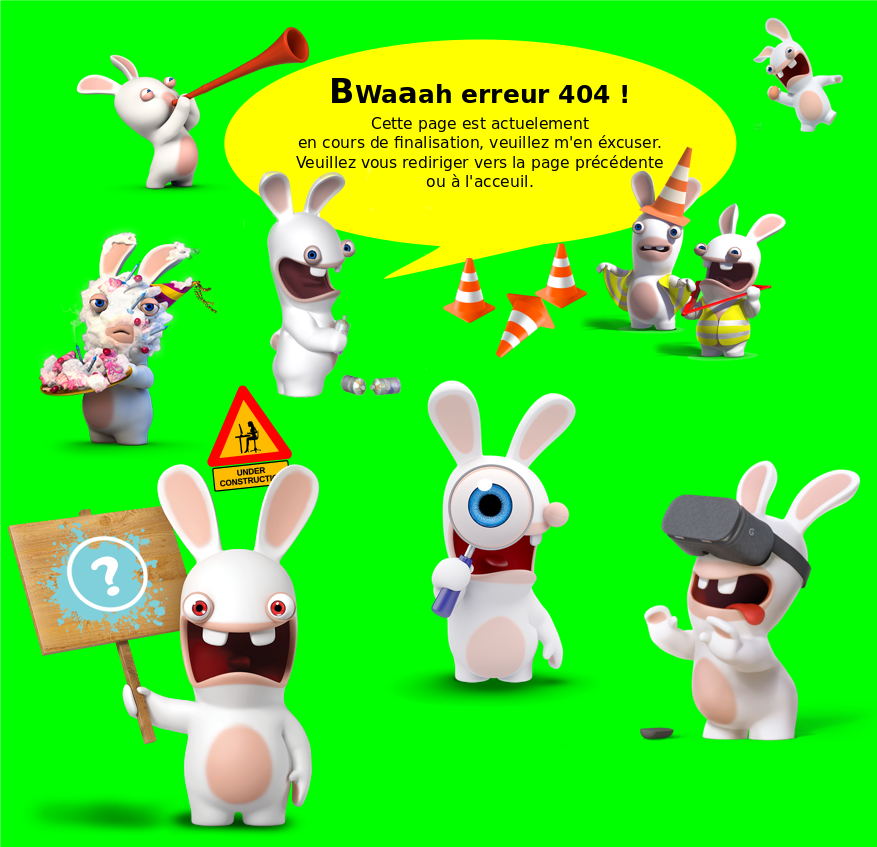 BWaaah erreur 404 !
Cette page est actuelement
en cours de finalisation, veuillez m'en éxcuser.
Veuillez vous rediriger vers la page précédente
ou à l'acceuil.
UNDER
CONSTRUCTI
?